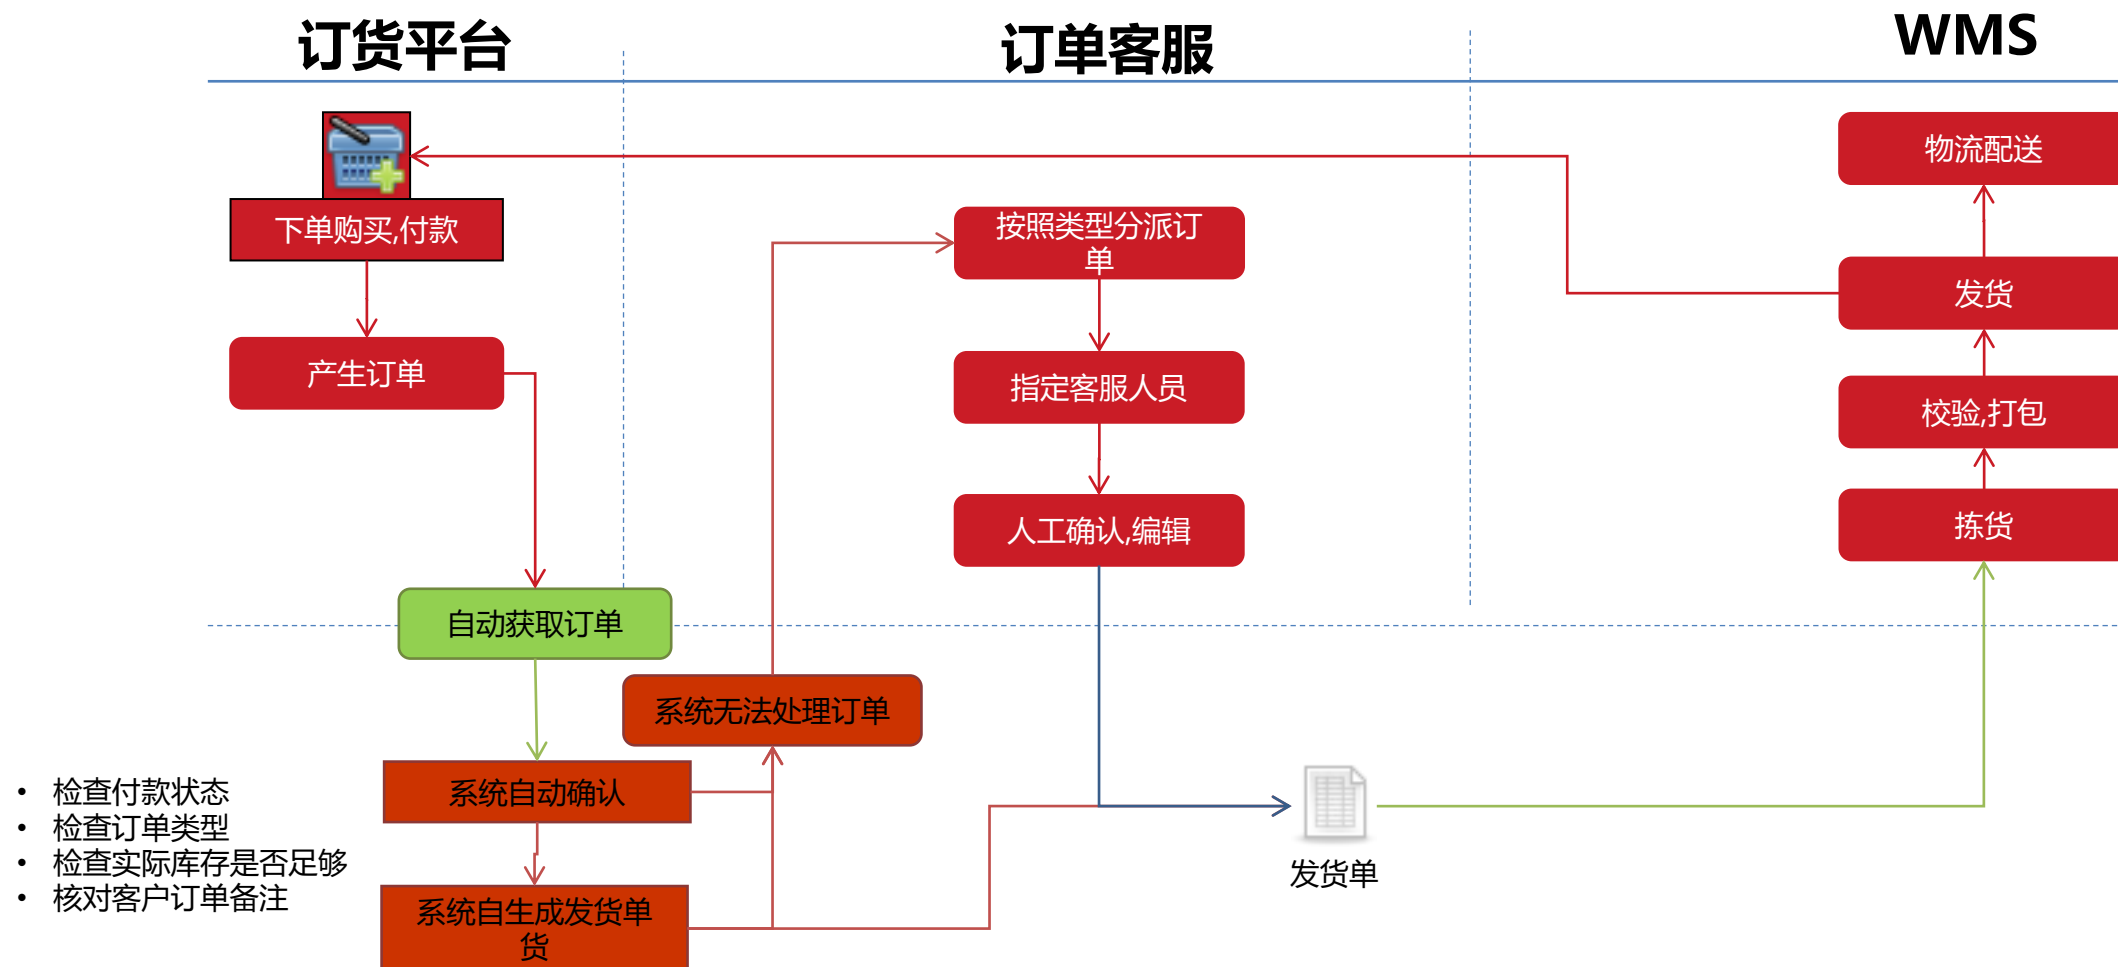 订货平台
订单客服
WMS
下单购买,付款
产生订单
按照类型分派订
单
指定客服人员
人工确认,编辑
物流配送
发货
校验,打包
拣货
自动获取订单
系统无法处理订单
系统自动确认
• 检查付款状态
• 检查订单类型
• 检查实际库存是否足够
• 核对客户订单备注
系统自生成发货单
货
发货单